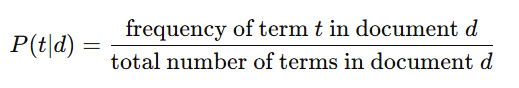 P(t|d) = frequency of term t in document d / total number of terms in document d